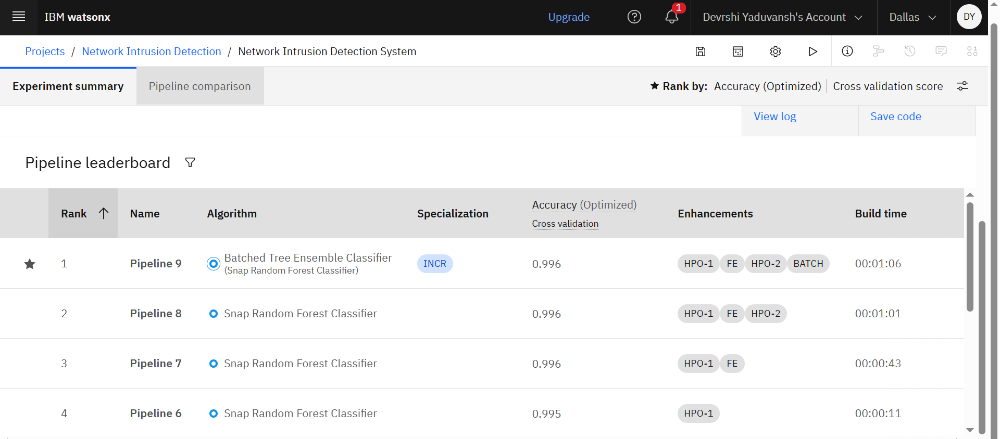 IBM watsonx
Upgrade
1
Devrshi Yaduvansh's Account
Dallas
DY
Projects / Network Intrusion Detection / Network Intrusion Detection System
Experiment summary
Pipeline comparison
Rank by: Accuracy (Optimized) | Cross validation score
View log
Save code
Pipeline leaderboard
Rank Name Algorithm Specialization Accuracy (Optimized) Enhancements Build time
Cross validation
1 Pipeline 9 Batched Tree Ensemble Classifier INCR 0.996 HPO-1 FE HPO-2 BATCH 00:01:06
(Snap Random Forest Classifier)
2 Pipeline 8 Snap Random Forest Classifier 0.996 HPO-1 FE HPO-2 00:01:01
3 Pipeline 7 Snap Random Forest Classifier 0.996 HPO-1 FE 00:00:43
4 Pipeline 6 Snap Random Forest Classifier 0.995 HPO-1 00:00:11